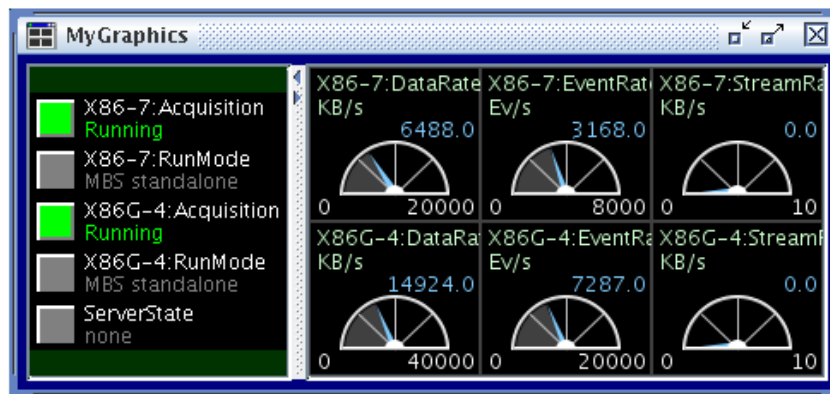 MyGraphics
X86-7:Acquisition
Running
X86-7:RunMode
MBS standalone
X86G-4:Acquisition
Running
X86G-4:RunMode
MBS standalone
ServerState
none
X86-7:DataRate
KB/s
6488.0
0 20000
X86-7:EventRat
Ev/s
3168.0
0 8000
X86-7:StreamRa
KB/s
0.0
0 10
X86G-4:DataRa
KB/s
14924.0
0 40000
X86G-4:EventRa
Ev/s
7287.0
0 20000
X86G-4:Stream
KB/s
0.0
0 10